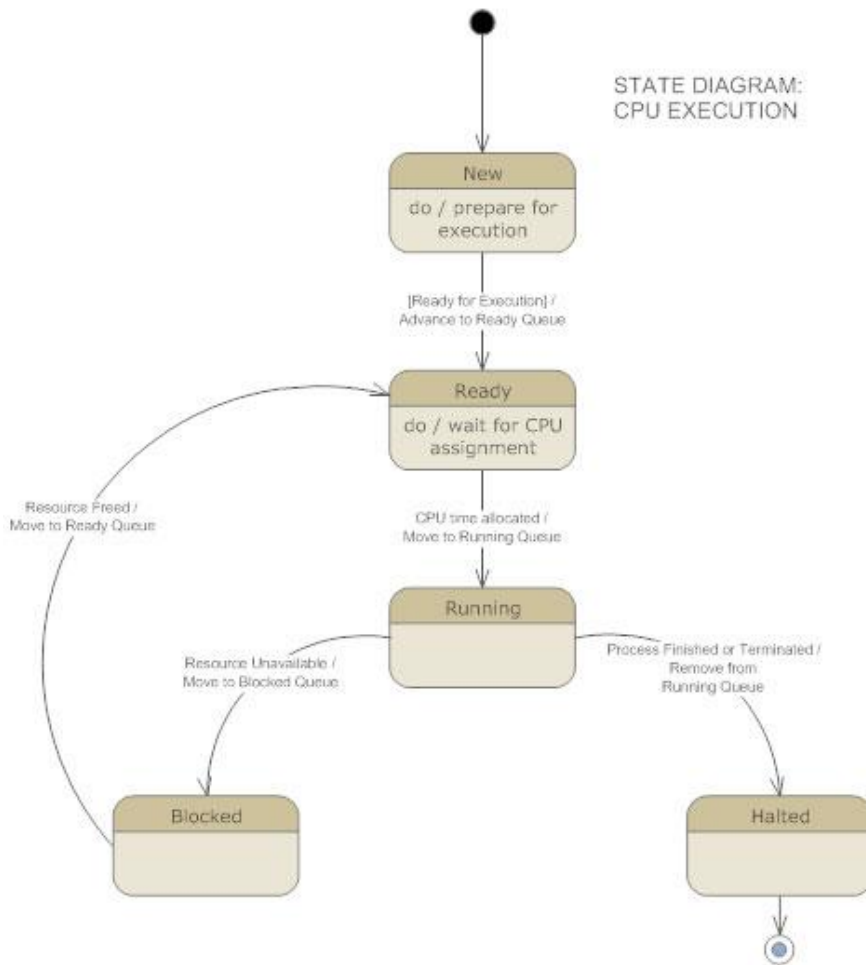 STATE DIAGRAM:
CPU EXECUTION
New
do / prepare for
execution
[Ready for Execution] /
Advance to Ready Queue
Ready
do / wait for CPU
assignment
Resource Freed /
Move to Ready Queue
CPU time allocated /
Move to Running Queue
Running
Resource Unavailable /
Move to Blocked Queue
Process Finished or Terminated /
Remove from
Running Queue
Blocked
Halted